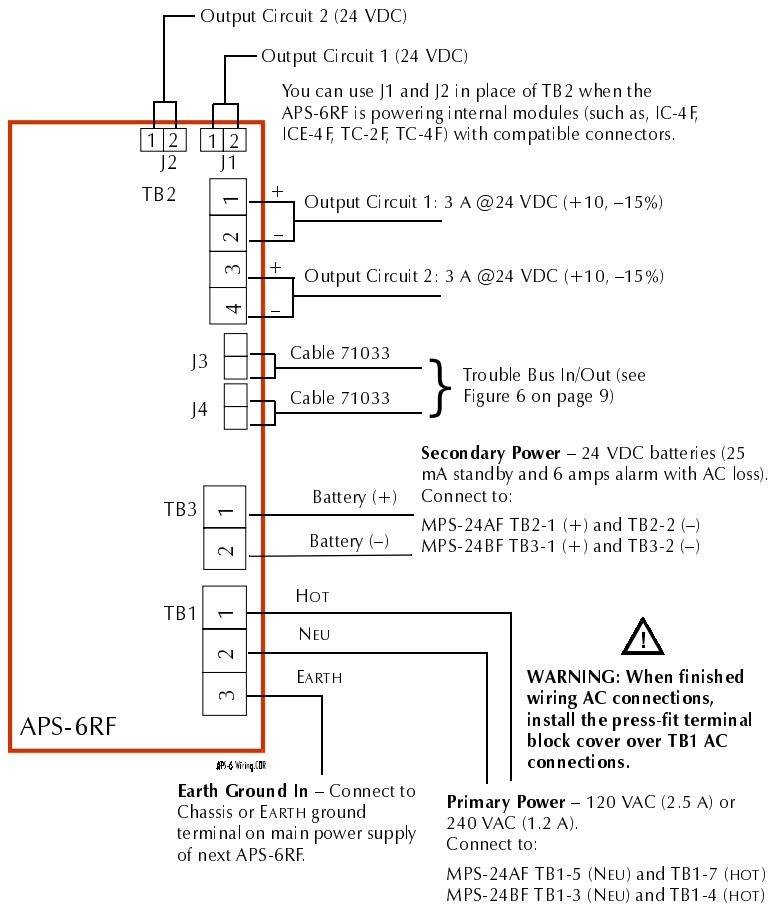 Output Circuit 2 (24 VDC)
Output Circuit 1 (24 VDC)
You can use J1 and J2 in place of TB2 when the
APS-6RF is powering internal modules (such as, IC-4F,
ICE-4F, TC-2F, TC-4F) with compatible connectors.
1 2
1 2
J2
J1
TB2
1
+
Output Circuit 1: 3 A @24 VDC (+10, –15%)
2
–
3
+
Output Circuit 2: 3 A @24 VDC (+10, –15%)
4
–
J3
Cable 71033
J4
Cable 71033
}
Trouble Bus In/Out (see
Figure 6 on page 9)
Secondary Power – 24 VDC batteries (25
mA standby and 6 amps alarm with AC loss).
Connect to:
MPS-24AF TB2-1 (+) and TB2-2 (–)
MPS-24BF TB3-1 (+) and TB3-2 (–)
TB3
1
Battery (+)
2
Battery (–)
TB1
1
HOT
2
NEU
3
EARTH
!
WARNING: When finished
wiring AC connections,
install the press-fit terminal
block cover over TB1 AC
connections.
APS-6RF
APS-6 Wiring.CDR
Earth Ground In – Connect to
Chassis or EARTH ground
terminal on main power supply
of next APS-6RF.
Primary Power – 120 VAC (2.5 A) or
240 VAC (1.2 A).
Connect to:
MPS-24AF TB1-5 (NEU) and TB1-7 (HOT)
MPS-24BF TB1-3 (NEU) and TB1-4 (HOT)